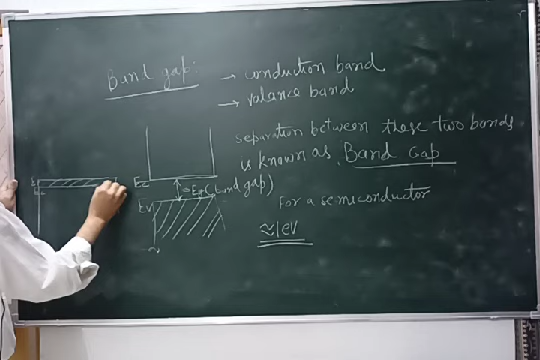 Band gap:
→ conduction band
→ valance band
separation between these two bands
is known as Band Gap
Eg (band gap)
Ev
For a semiconductor
≈1eV